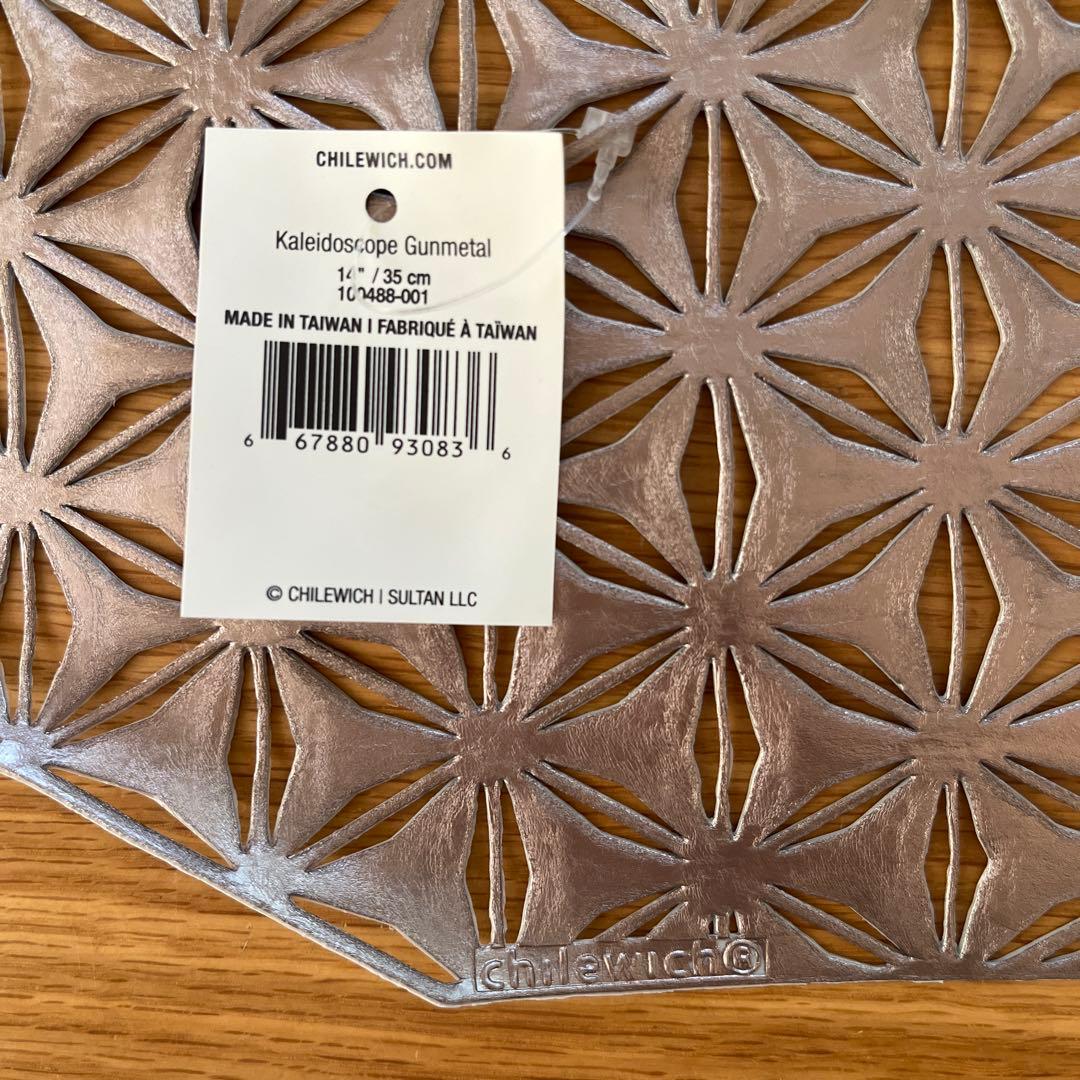 CHILEWICH.COM
Kaleidoscope Gunmetal
14" / 35 cm
100488-001
MADE IN TAIWAN | FABRIQUÉ À TAÏWAN
6 67880 93083 6
© CHILEWICH | SULTAN LLC
chilewich®